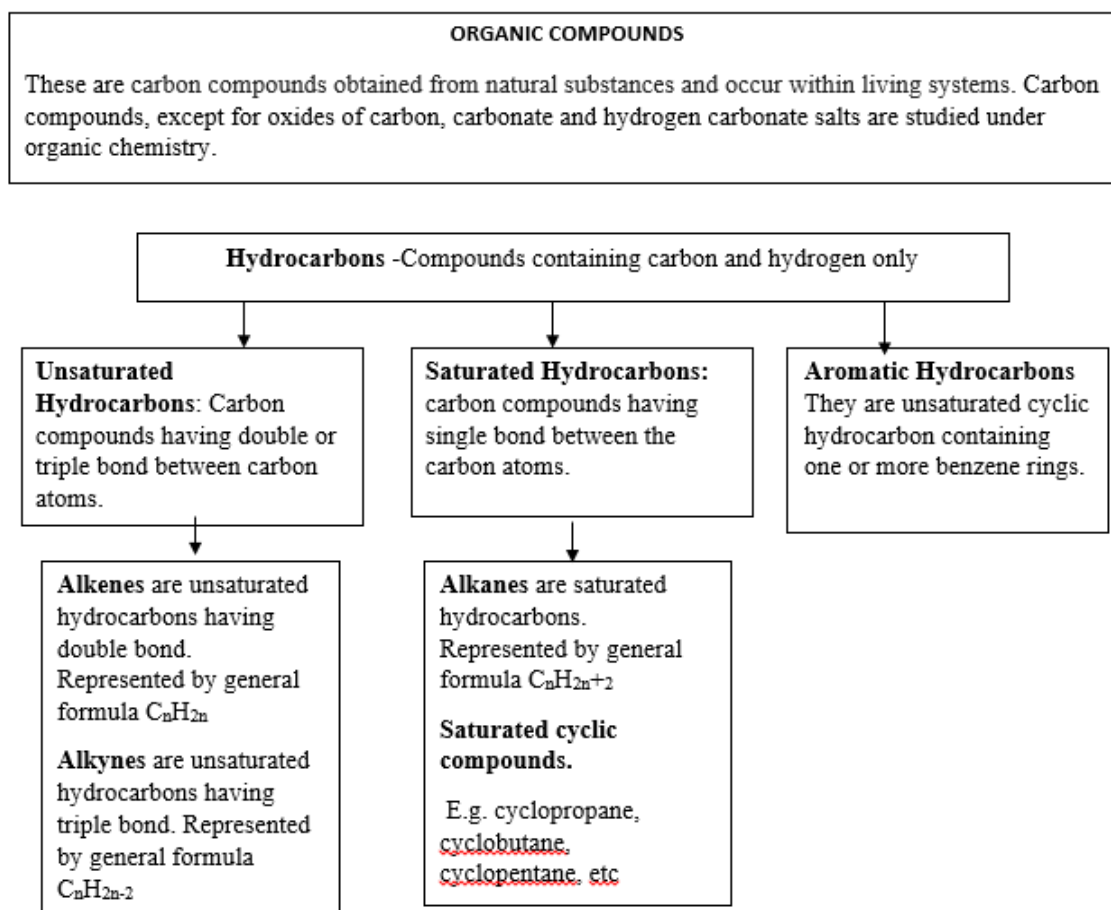 ORGANIC COMPOUNDS
These are carbon compounds obtained from natural substances and occur within living systems. Carbon
compounds, except for oxides of carbon, carbonate and hydrogen carbonate salts are studied under
organic chemistry.
Hydrocarbons -Compounds containing carbon and hydrogen only
Unsaturated
Hydrocarbons: Carbon
compounds having double or
triple bond between carbon
atoms.
Saturated Hydrocarbons:
carbon compounds having
single bond between the
carbon atoms.
Aromatic Hydrocarbons
They are unsaturated cyclic
hydrocarbon containing
one or more benzene rings.
Alkenes are unsaturated
hydrocarbons having
double bond.
Represented by general
formula CₙH₂ₙ
Alkynes are unsaturated
hydrocarbons having
triple bond. Represented
by general formula
CₙH₂ₙ₋₂
Alkanes are saturated
hydrocarbons.
Represented by general
formula CₙH₂ₙ₊₂
Saturated cyclic
compounds.
E.g. cyclopropane,
cyclobutane,
cyclopentane, etc